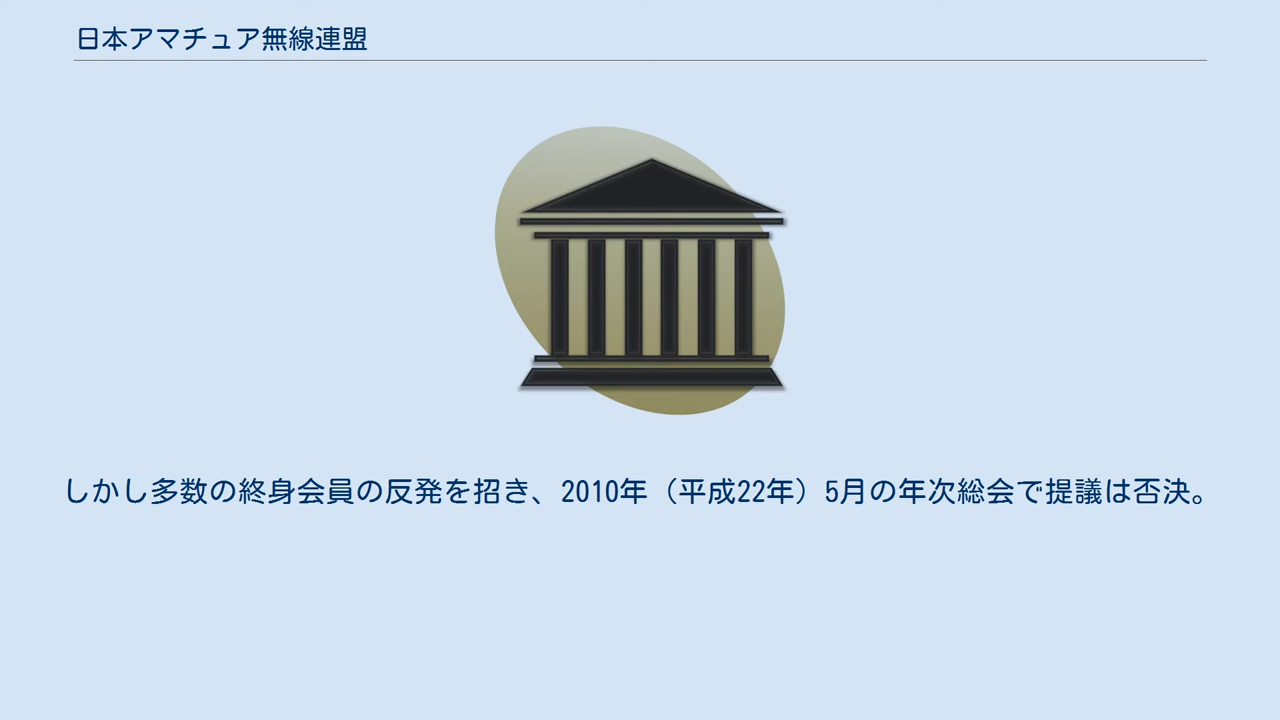 日本アマチュア無線連盟
しかし多数の終身会員の反発を招き、2010年（平成22年）5月の年次総会で提議は否決。